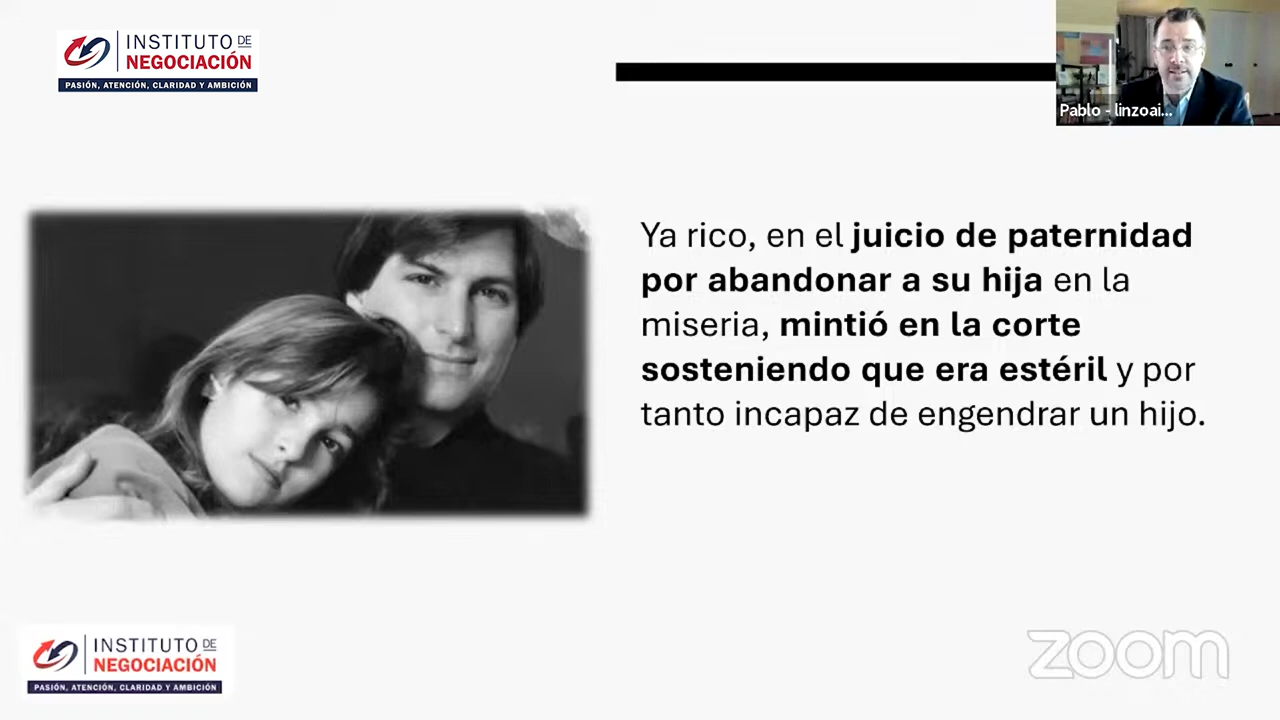 INSTITUTO DE
NEGOCIACIÓN
PASIÓN, ATENCIÓN, CLARIDAD Y AMBICIÓN
Pablo - linzoai...
Ya rico, en el juicio de paternidad
por abandonar a su hija en la
miseria, mintió en la corte
sosteniendo que era estéril y por
tanto incapaz de engendrar un hijo.
INSTITUTO DE
NEGOCIACIÓN
PASIÓN, ATENCIÓN, CLARIDAD Y AMBICIÓN
zoom